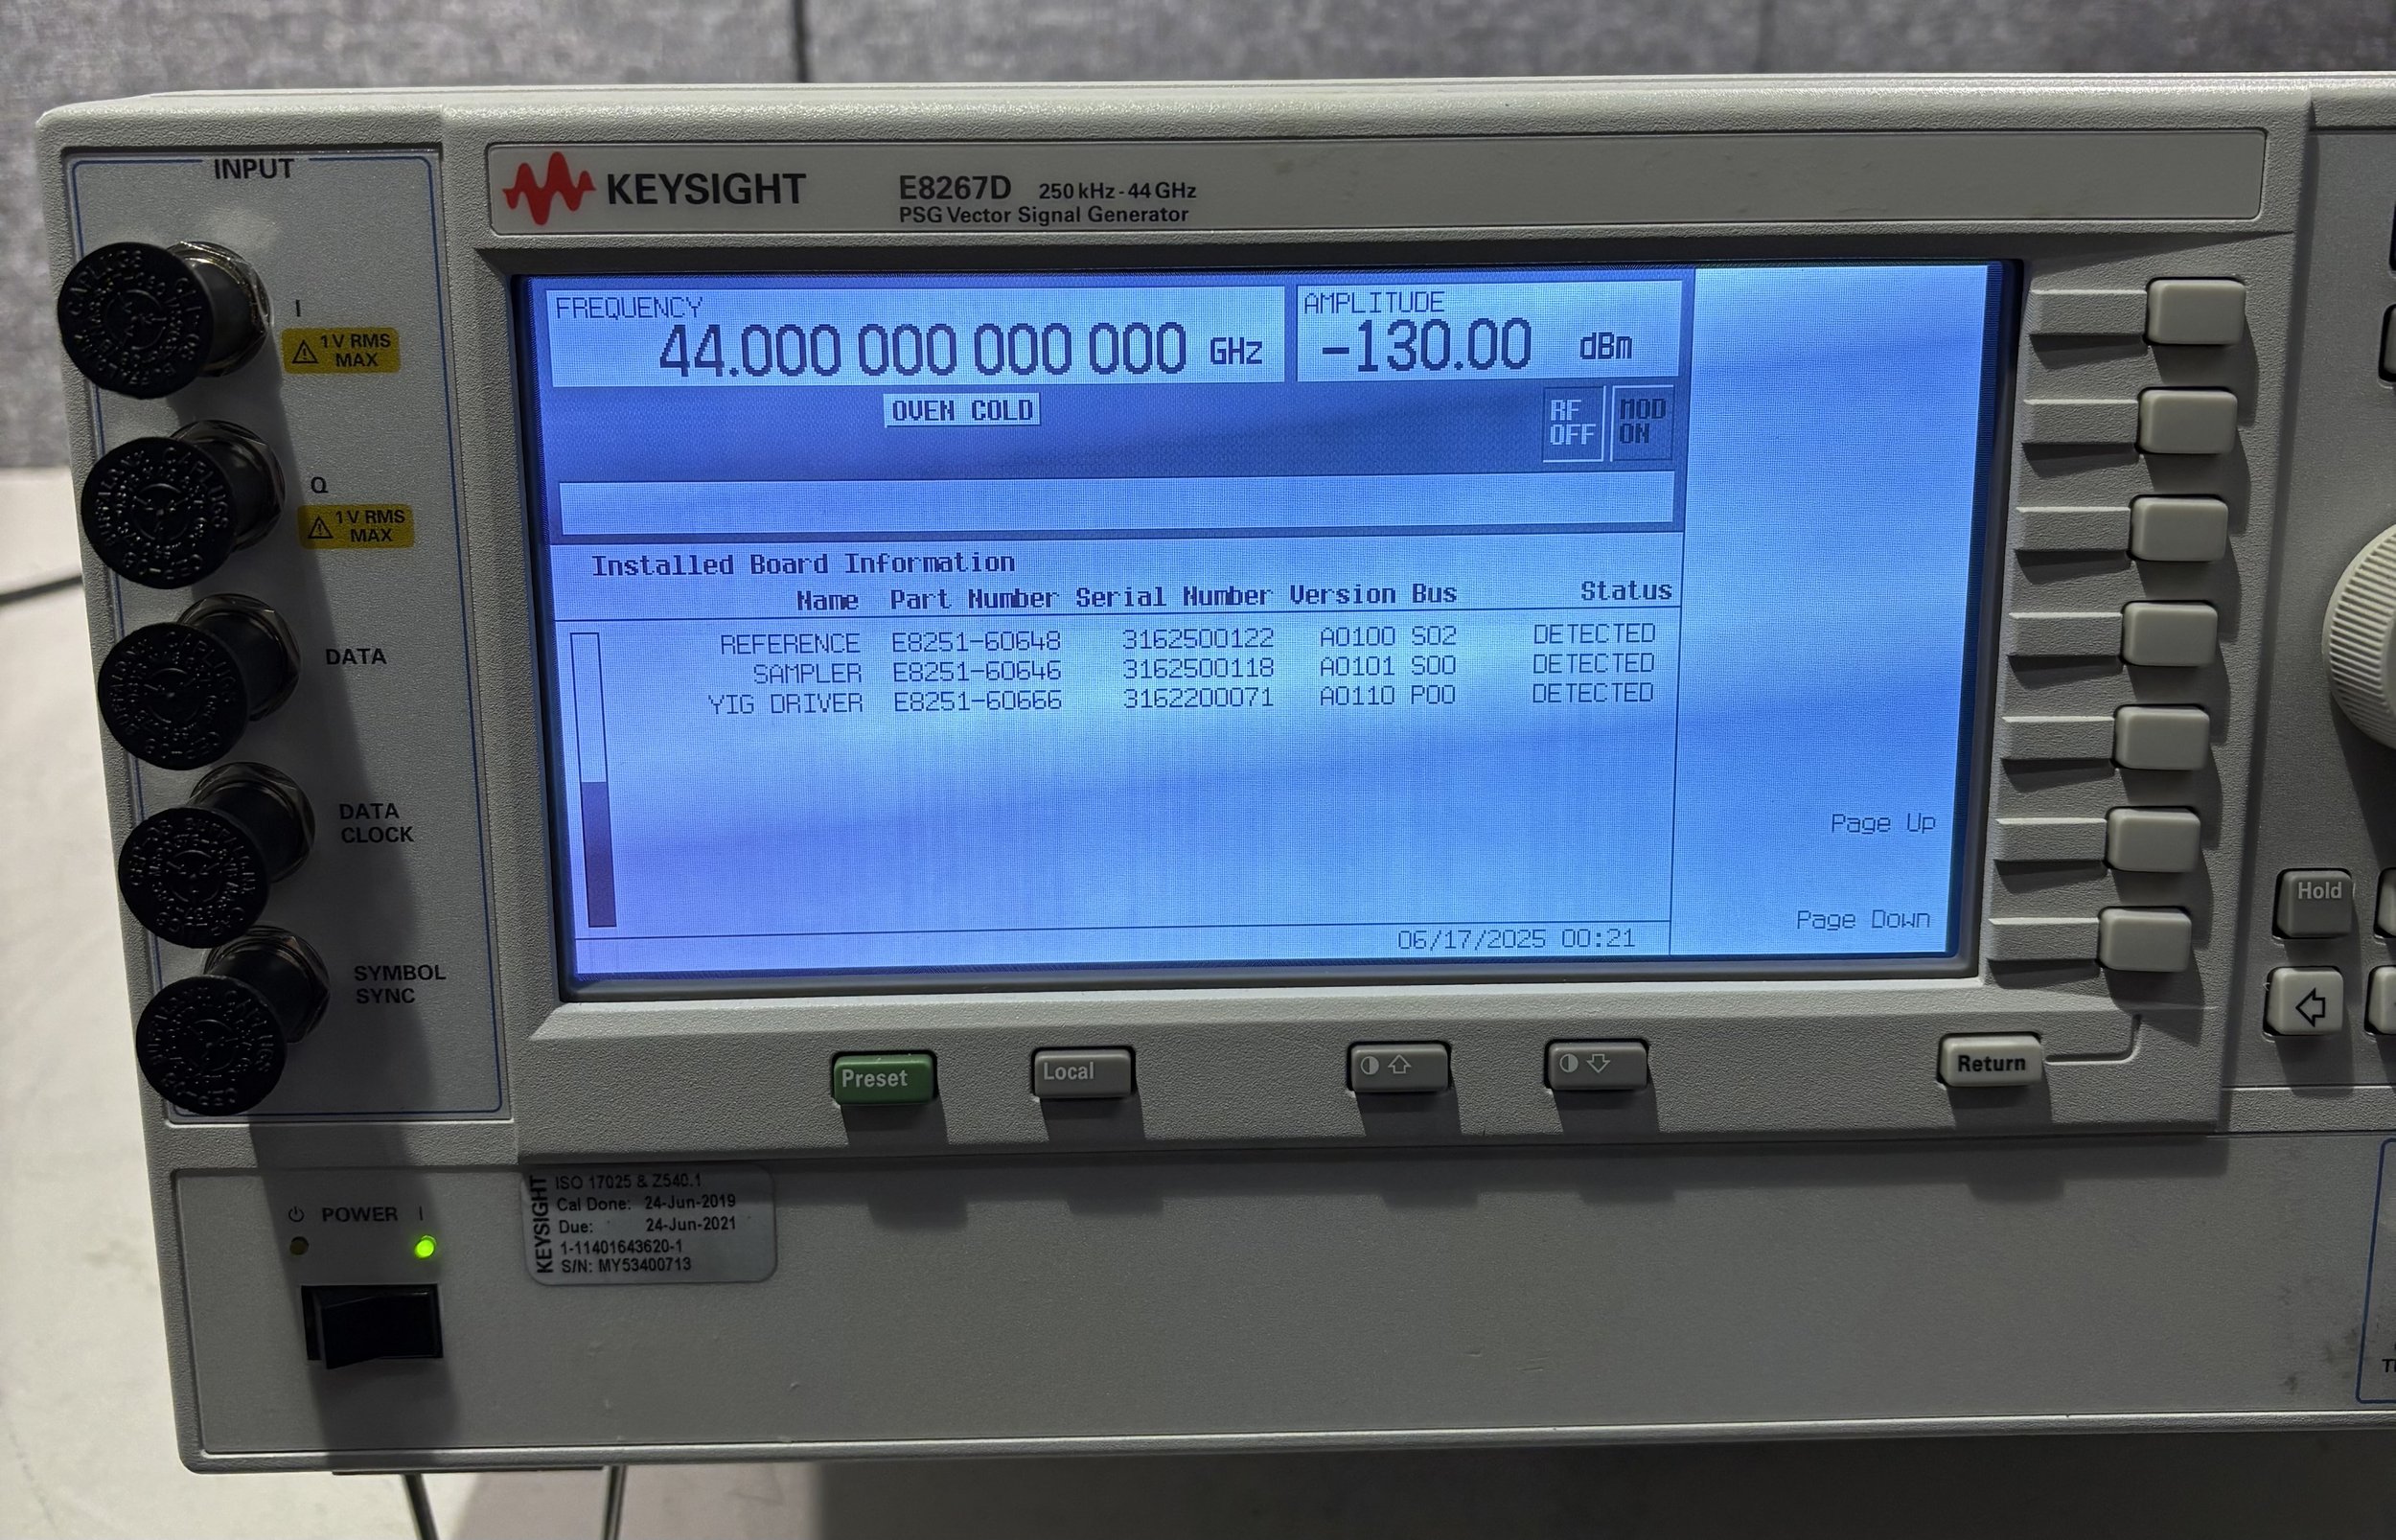 INPUT
KEYSIGHT
E8267D 250 kHz - 44 GHz
PSG Vector Signal Generator
I
1 V RMS
MAX
Q
1 V RMS
MAX
DATA
DATA
CLOCK
SYMBOL
SYNC
FREQUENCY
44.000 000 000 000 GHz
AMPLITUDE
-130.00 dBm
OVEN COLD
RF
OFF
MOD
ON
Installed Board Information
Name Part Number Serial Number Version Bus Status
REFERENCE E8251-60648 3162500122 A0100 S02 DETECTED
SAMPLER E8251-60646 3162500118 A0101 S00 DETECTED
YIG DRIVER E8251-60666 3162200071 A0110 P00 DETECTED
06/17/2025 00:21
Page Up
Page Down
Hold
Preset
Local
Return
POWER
KEYSIGHT
ISO 17025 & Z540.1
Cal Done: 24-Jun-2019
Due: 24-Jun-2021
1-11401643620-1
S/N: MY53400713